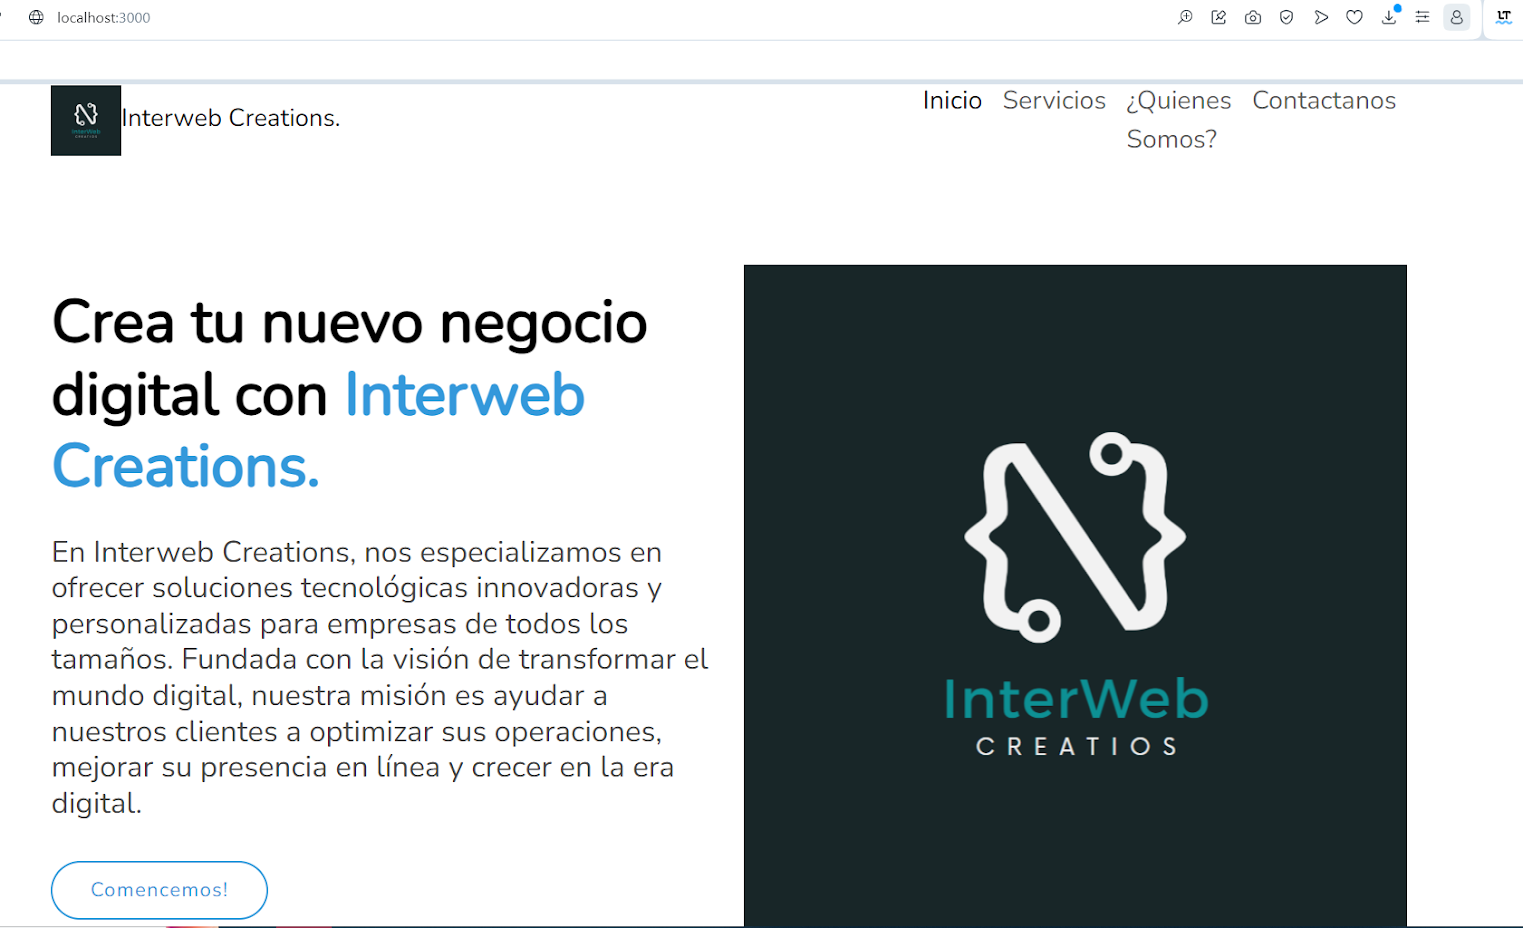 localhost:3000
LT
InterWeb
CREATIOS
Interweb Creations.
Inicio Servicios ¿Quienes Contactanos
Somos?
Crea tu nuevo negocio
digital con Interweb
Creations.
En Interweb Creations, nos especializamos en
ofrecer soluciones tecnológicas innovadoras y
personalizadas para empresas de todos los
tamaños. Fundada con la visión de transformar el
mundo digital, nuestra misión es ayudar a
nuestros clientes a optimizar sus operaciones,
mejorar su presencia en línea y crecer en la era
digital.
Comencemos!
InterWeb
CREATIOS